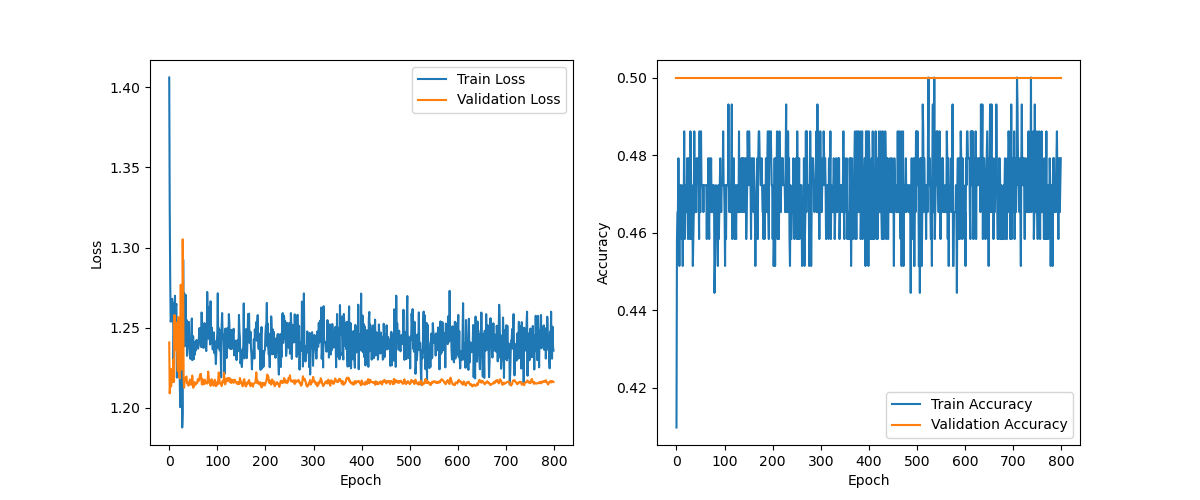 1.40
1.35
1.30
1.25
1.20
Loss
0 100 200 300 400 500 600 700 800
Epoch
Train Loss
Validation Loss
0.50
0.48
0.46
0.44
0.42
Accuracy
0 100 200 300 400 500 600 700 800
Epoch
Train Accuracy
Validation Accuracy